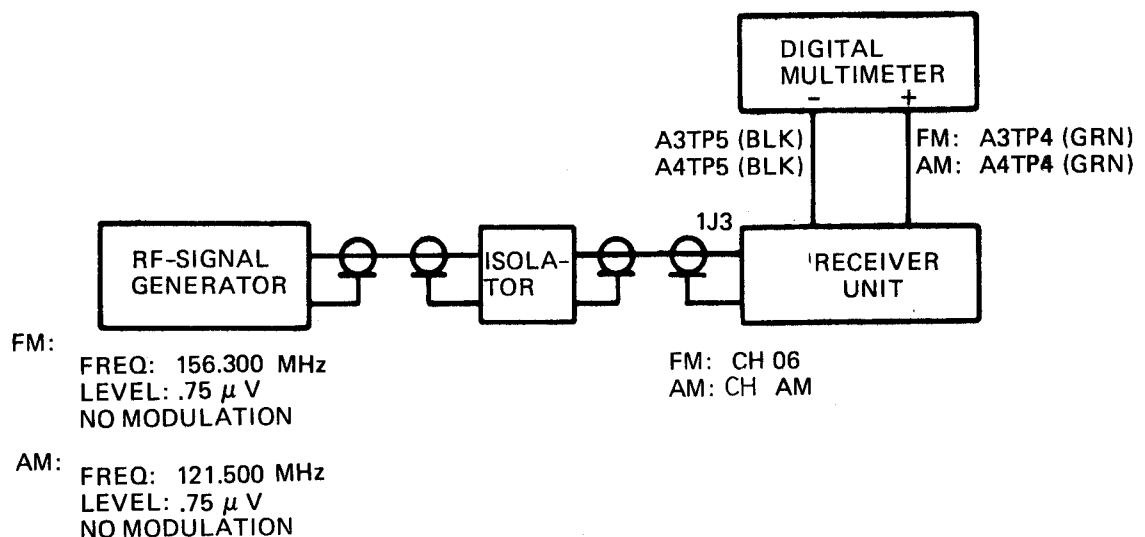 DIGITAL
MULTIMETER
- +
A3TP5 (BLK)
A4TP5 (BLK)
FM: A3TP4 (GRN)
AM: A4TP4 (GRN)
1J3
RF-SIGNAL
GENERATOR
ISOLA-
TOR
RECEIVER
UNIT
FM:
FREQ: 156.300 MHz
LEVEL: .75 μ V
NO MODULATION
FM: CH 06
AM: CH AM
AM:
FREQ: 121.500 MHz
LEVEL: .75 μ V
NO MODULATION